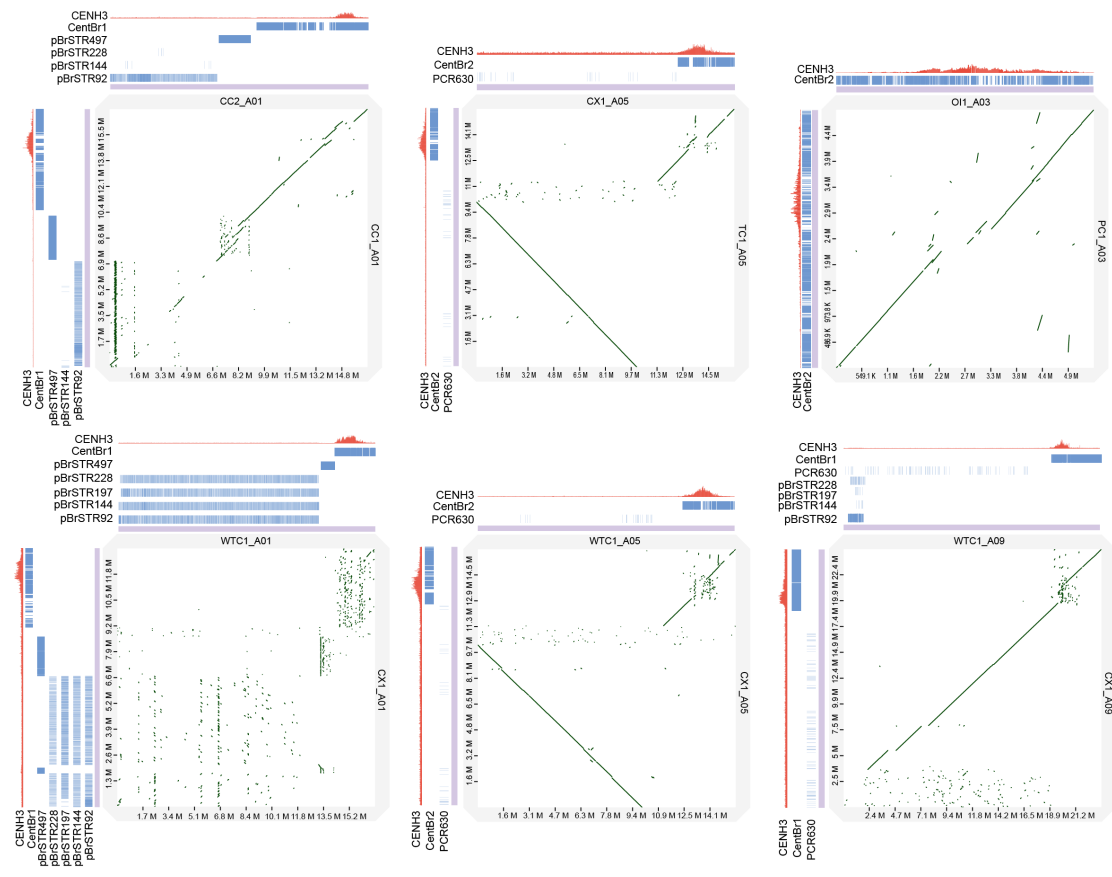 CENH3
CentBr1
pBrSTR497
pBrSTR228
pBrSTR144
pBrSTR92
CC2_A01
CC1_A01
15.5 M
13.8 M
12.1 M
10.4 M
8.6 M
6.9 M
5.2 M
3.5 M
1.7 M
1.6 M 3.3 M 4.9 M 6.6 M 8.2 M 9.9 M 11.5 M 13.2 M 14.8 M
CENH3
CentBr1
pBrSTR497
pBrSTR144
pBrSTR92
CENH3
CentBr2
PCR630
CX1_A05
TC1_A05
14.1 M
12.5 M
11 M
9.4 M
7.8 M
6.3 M
4.7 M
3.1 M
1.6 M
1.6 M 3.2 M 4.8 M 6.5 M 8.1 M 9.7 M 11.3 M 12.9 M 14.5 M
CENH3
CentBr2
PCR630
CENH3
CentBr2
OI1_A03
PC1_A03
4.4 M
3.9 M
3.4 M
2.9 M
2.4 M
1.9 M
1.5 M
973.8 K
486.9 K
549.1 K 1.1 M 1.6 M 2.2 M 2.7 M 3.3 M 3.8 M 4.4 M 4.9 M
CENH3
CentBr2
CENH3
CentBr1
pBrSTR497
pBrSTR228
pBrSTR197
pBrSTR144
pBrSTR92
WTC1_A01
CX1_A01
11.8 M
10.5 M
9.2 M
7.9 M
6.6 M
5.2 M
3.9 M
2.6 M
1.3 M
1.7 M 3.4 M 5.1 M 6.8 M 8.4 M 10.1 M 11.8 M 13.5 M 15.2 M
CENH3
CentBr1
pBrSTR497
pBrSTR228
pBrSTR197
pBrSTR144
pBrSTR92
CENH3
CentBr2
PCR630
WTC1_A05
CX1_A05
14.5 M
12.9 M
11.3 M
9.7 M
8.1 M
6.5 M
4.8 M
3.2 M
1.6 M
1.6 M 3.1 M 4.7 M 6.3 M 7.8 M 9.4 M 11 M 12.5 M 14.1 M
CENH3
CentBr2
PCR630
CENH3
CentBr1
PCR630
pBrSTR228
pBrSTR197
pBrSTR144
pBrSTR92
WTC1_A09
CX1_A09
22.4 M
19.9 M
17.4 M
14.9 M
12.4 M
9.9 M
7.5 M
5 M
2.5 M
2.4 M 4.7 M 7.1 M 9.4 M 11.8 M 14.1 M 16.5 M 18.9 M 21.2 M
CENH3
CentBr1
PCR630